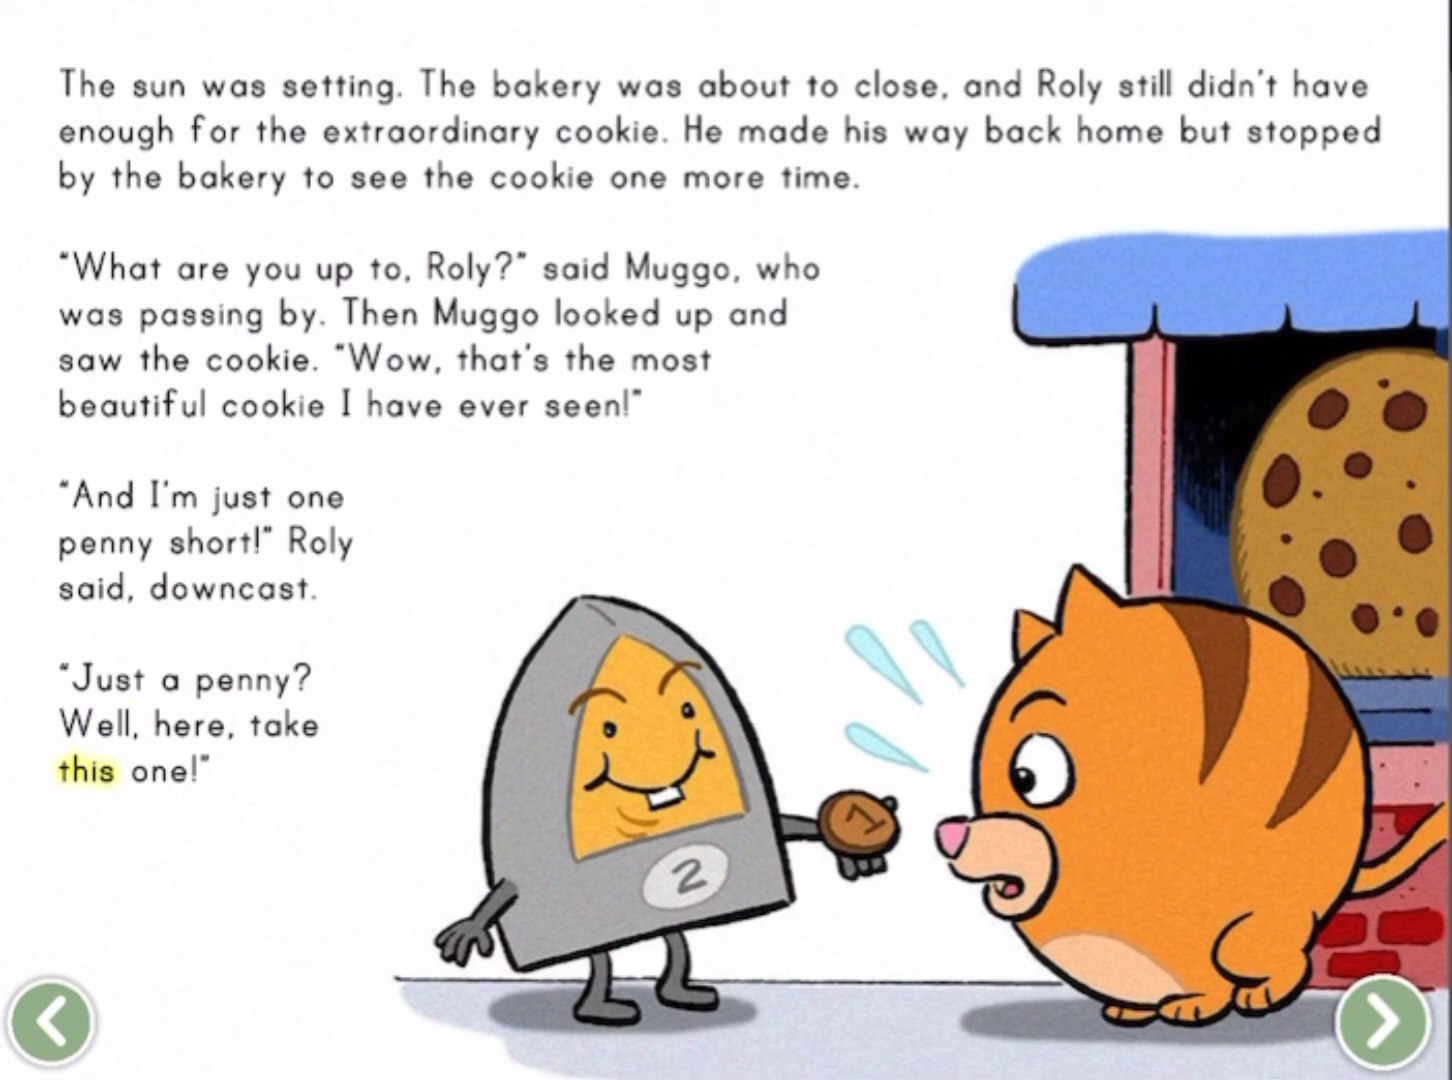 The sun was setting. The bakery was about to close, and Roly still didn't have
enough for the extraordinary cookie. He made his way back home but stopped
by the bakery to see the cookie one more time.
"What are you up to, Roly?" said Muggo, who
was passing by. Then Muggo looked up and
saw the cookie. "Wow, that's the most
beautiful cookie I have ever seen!"
"And I'm just one
penny short!" Roly
said, downcast.
"Just a penny?
Well, here, take
this one!"
1
2